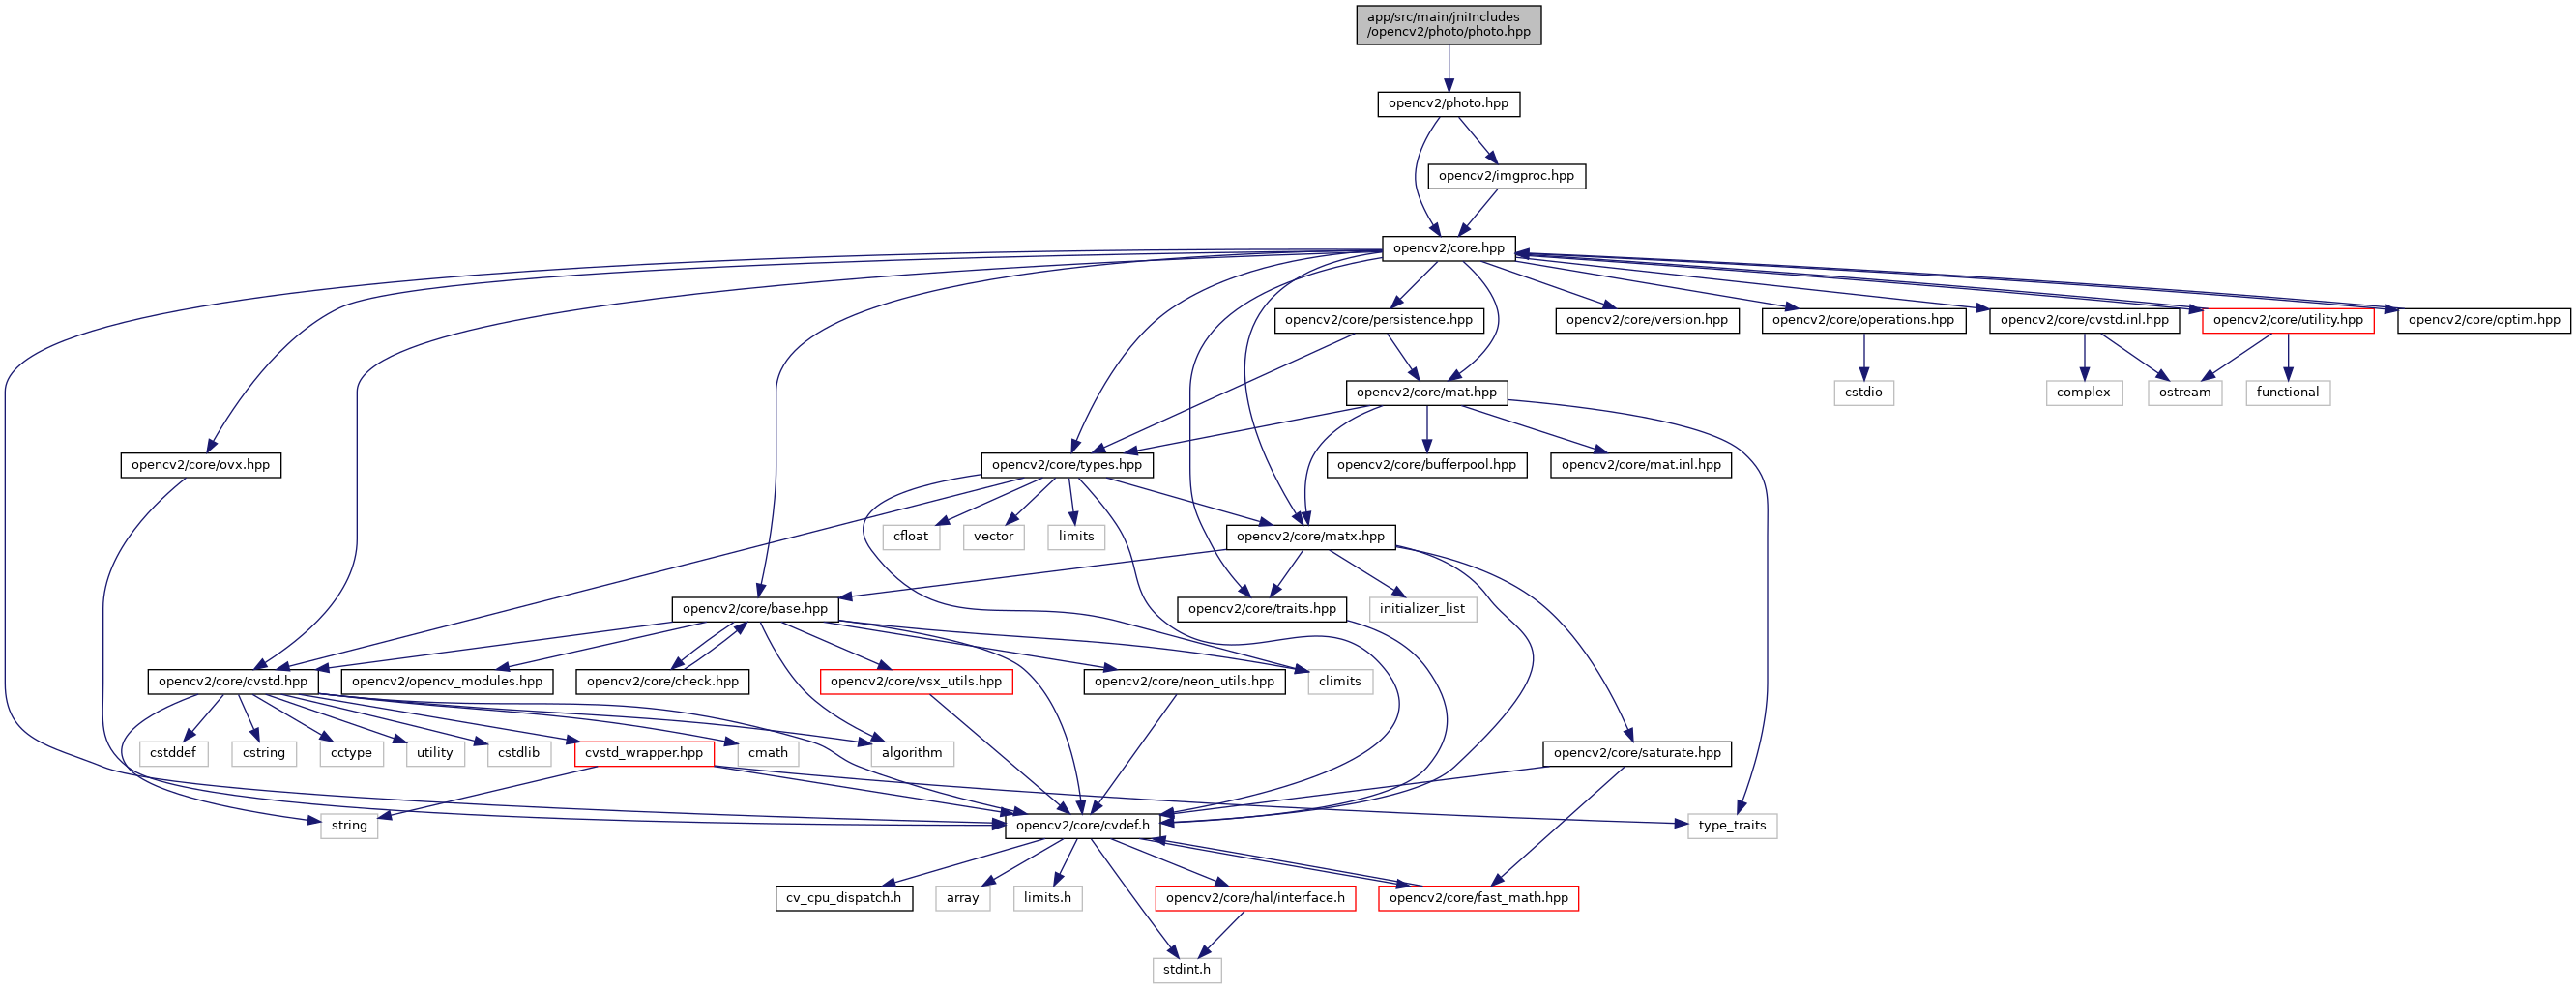 app/src/main/jniIncludes
/opencv2/photo/photo.hpp
opencv2/photo.hpp
opencv2/imgproc.hpp
opencv2/core.hpp
opencv2/core/persistence.hpp
opencv2/core/version.hpp
opencv2/core/operations.hpp
opencv2/core/cvstd.inl.hpp
opencv2/core/utility.hpp
opencv2/core/optim.hpp
opencv2/core/mat.hpp
cstdio
complex
ostream
functional
opencv2/core/ovx.hpp
opencv2/core/types.hpp
opencv2/core/bufferpool.hpp
opencv2/core/mat.inl.hpp
cfloat
vector
limits
opencv2/core/matx.hpp
opencv2/core/base.hpp
opencv2/core/traits.hpp
initializer_list
opencv2/core/cvstd.hpp
opencv2/opencv_modules.hpp
opencv2/core/check.hpp
opencv2/core/vsx_utils.hpp
opencv2/core/neon_utils.hpp
climits
cstddef
cstring
cctype
utility
cstdlib
cvstd_wrapper.hpp
cmath
algorithm
opencv2/core/saturate.hpp
string
opencv2/core/cvdef.h
type_traits
cv_cpu_dispatch.h
array
limits.h
opencv2/core/hal/interface.h
opencv2/core/fast_math.hpp
stdint.h